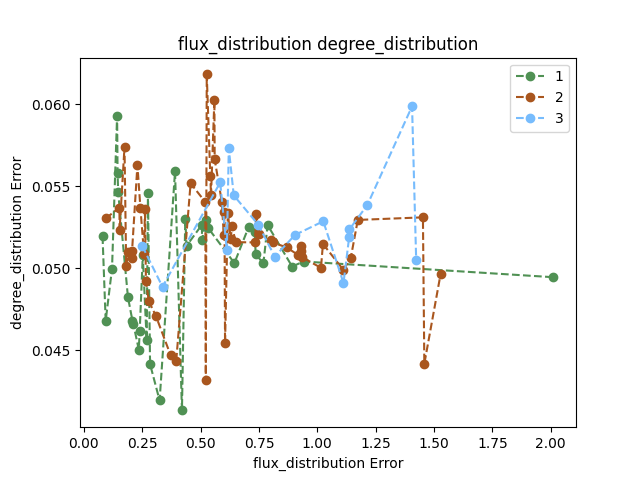 flux_distribution degree_distribution
1
2
3
0.060
0.055
0.050
0.045
degree_distribution Error
0.00 0.25 0.50 0.75 1.00 1.25 1.50 1.75 2.00
flux_distribution Error